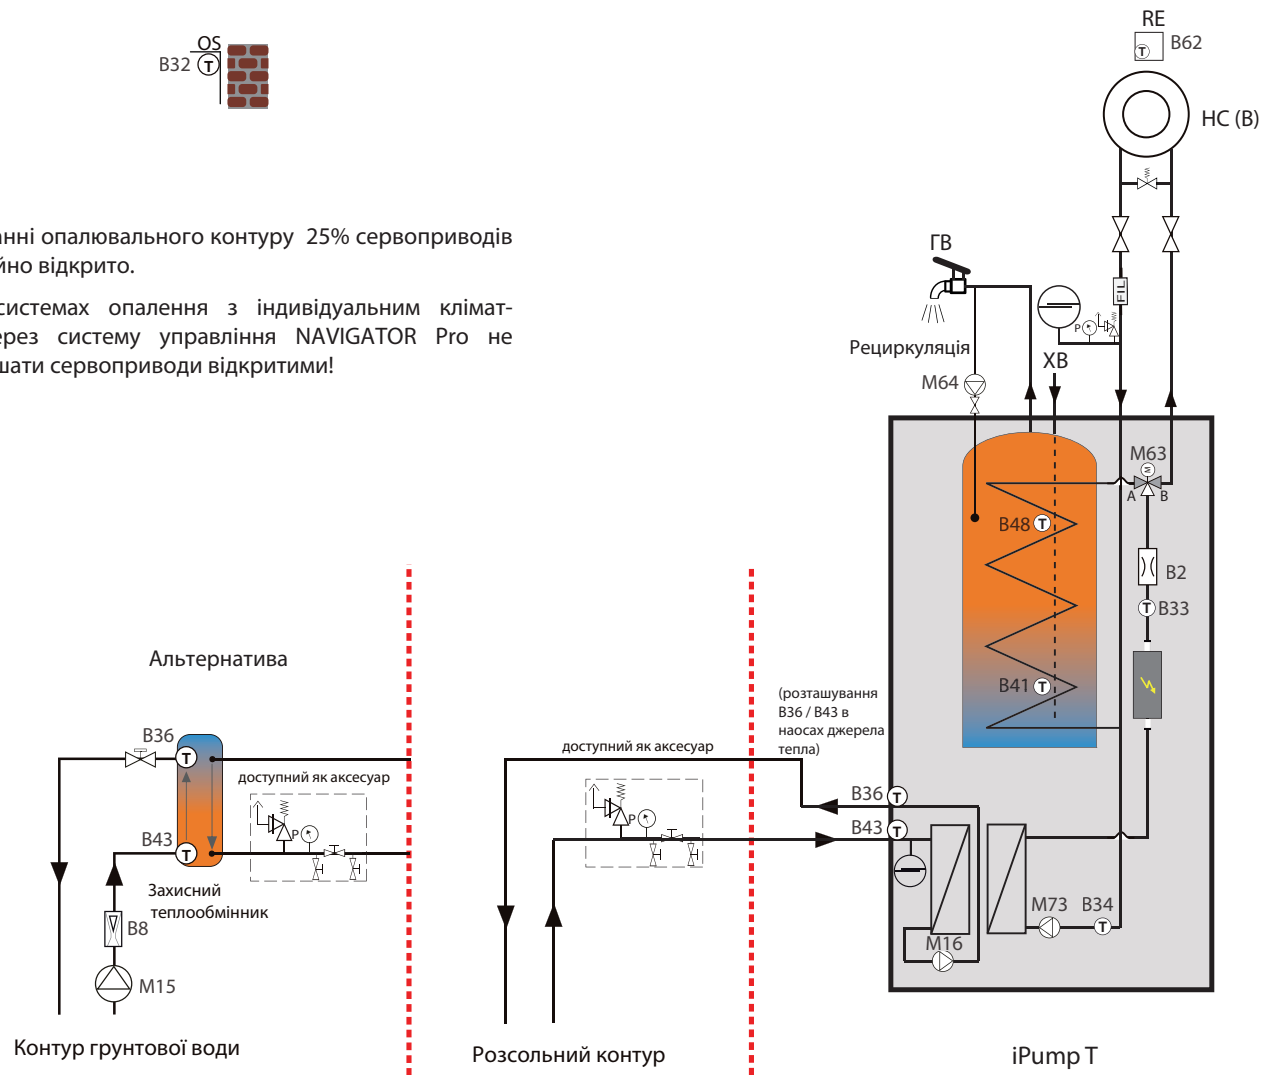 RE
B62
OS
B32
T
T
HC (B)
анні опалювального контуру 25% сервоприводів
йно відкрито.
системах опалення з індивідуальним клімат-
ерез систему управління NAVIGATOR Pro не
шати сервоприводи відкритими!
ГВ
FIL
P
Рециркуляція
ХВ
M64
M63
M
A
B
B48
T
B2
T
B33
Альтернатива
B41
T
(розташування
B36 / B43 в
наосах джерела
тепла)
B36
T
доступний як аксесуар
доступний як аксесуар
P
B43
T
P
B36
T
B43
T
Захисний
теплообмінник
B8
M15
M73
B34
T
M16
Контур грунтової води
Розсольний контур
iPump T